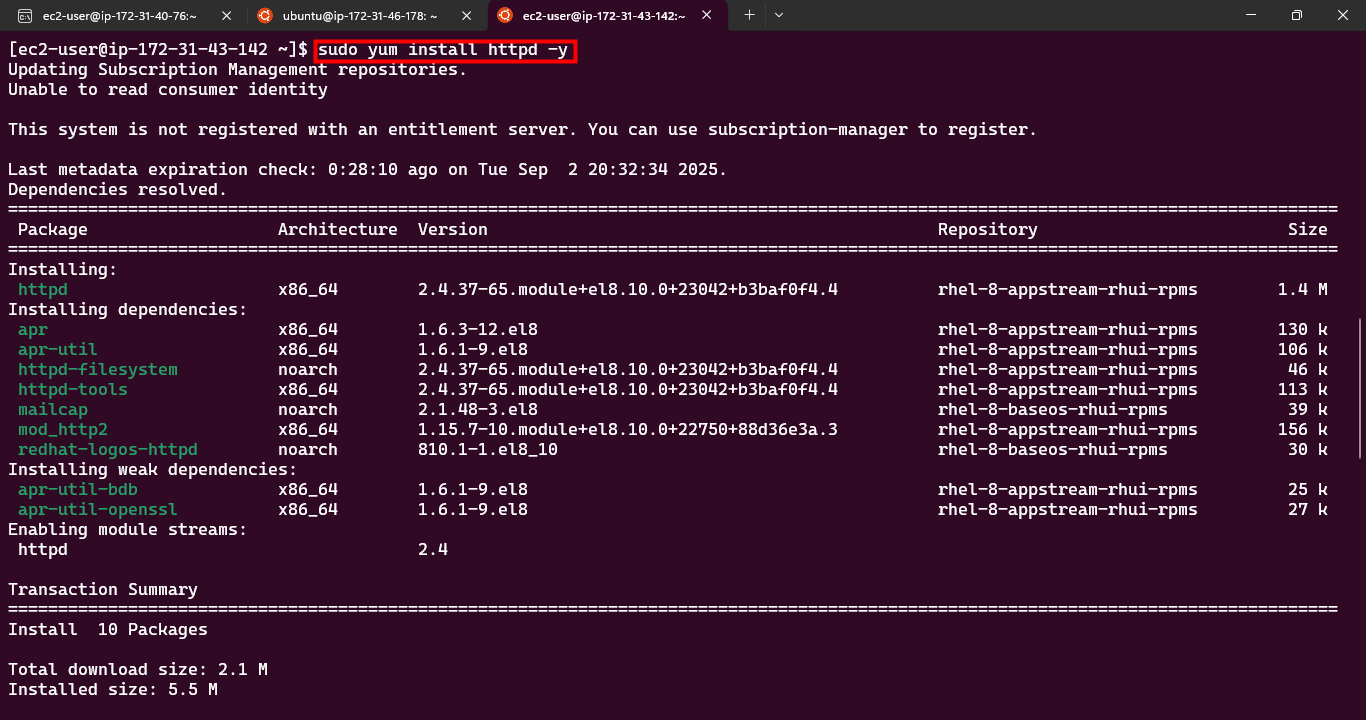 ec2-user@ip-172-31-40-76:~ ubuntu@ip-172-31-46-178: ~ ec2-user@ip-172-31-43-142:~
[ec2-user@ip-172-31-43-142 ~]$ sudo yum install httpd -y
Updating Subscription Management repositories.
Unable to read consumer identity
This system is not registered with an entitlement server. You can use subscription-manager to register.
Last metadata expiration check: 0:28:10 ago on Tue Sep  2 20:32:34 2025.
Dependencies resolved.
Package Architecture Version Repository Size
Installing:
httpd x86_64 2.4.37-65.module+el8.10.0+23042+b3baf0f4.4 rhel-8-appstream-rhui-rpms 1.4 M
Installing dependencies:
apr x86_64 1.6.3-12.el8 rhel-8-appstream-rhui-rpms 130 k
apr-util x86_64 1.6.1-9.el8 rhel-8-appstream-rhui-rpms 106 k
httpd-filesystem noarch 2.4.37-65.module+el8.10.0+23042+b3baf0f4.4 rhel-8-appstream-rhui-rpms 46 k
httpd-tools x86_64 2.4.37-65.module+el8.10.0+23042+b3baf0f4.4 rhel-8-appstream-rhui-rpms 113 k
mailcap noarch 2.1.48-3.el8 rhel-8-baseos-rhui-rpms 39 k
mod_http2 x86_64 1.15.7-10.module+el8.10.0+22750+88d36e3a.3 rhel-8-appstream-rhui-rpms 156 k
redhat-logos-httpd noarch 810.1-1.el8_10 rhel-8-baseos-rhui-rpms 30 k
Installing weak dependencies:
apr-util-bdb x86_64 1.6.1-9.el8 rhel-8-appstream-rhui-rpms 25 k
apr-util-openssl x86_64 1.6.1-9.el8 rhel-8-appstream-rhui-rpms 27 k
Enabling module streams:
httpd 2.4
Transaction Summary
Install  10 Packages
Total download size: 2.1 M
Installed size: 5.5 M